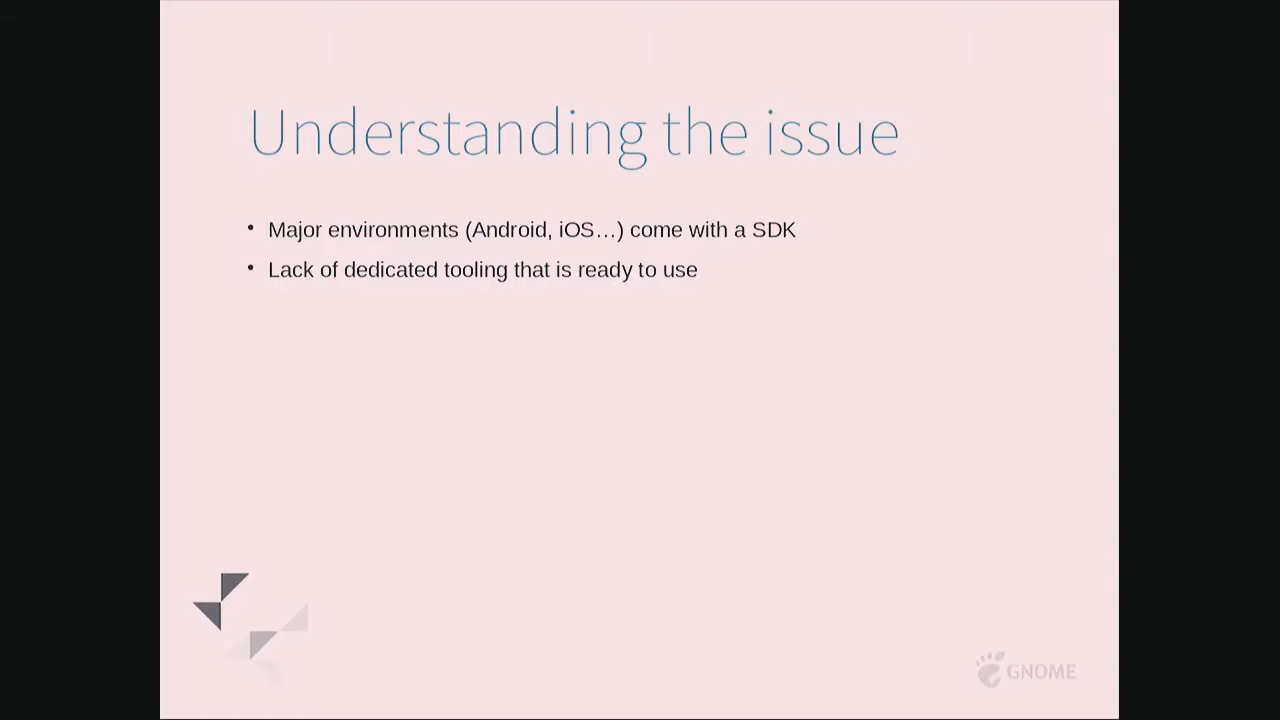 Understanding the issue
• Major environments (Android, iOS…) come with a SDK
• Lack of dedicated tooling that is ready to use
GNOME